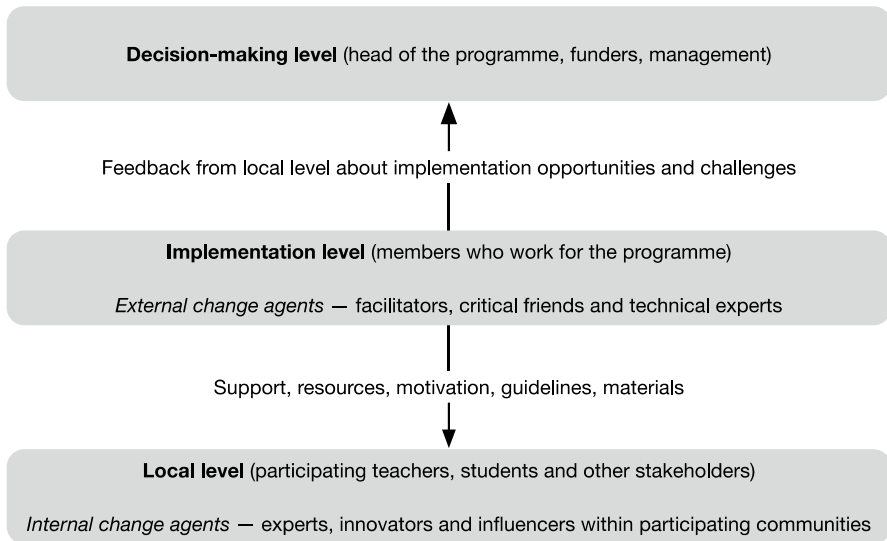 Decision-making level (head of the programme, funders, management)
Feedback from local level about implementation opportunities and challenges
Implementation level (members who work for the programme)
External change agents — facilitators, critical friends and technical experts
Support, resources, motivation, guidelines, materials
Local level (participating teachers, students and other stakeholders)
Internal change agents — experts, innovators and influencers within participating communities